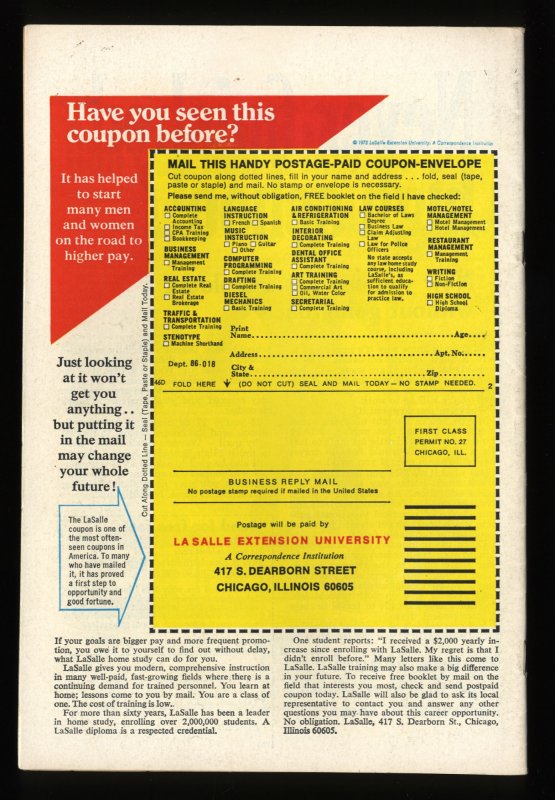 Have you seen this
coupon before?
© 1973 LaSalle Extension University: A Correspondence Institution
It has helped
to start
many men
and women
on the road to
higher pay.
Just looking
at it won't
get you
anything . .
but putting it
in the mail
may change
your whole
future!
The LaSalle
coupon is one of
the most often-
seen coupons in
America. To many
who have mailed
it, it has proved
a first step to
opportunity and
good fortune.
Cut Along Dotted Line — Seal (Tape, Paste or Staple) and Mail Today.
MAIL THIS HANDY POSTAGE-PAID COUPON-ENVELOPE
Cut coupon along dotted lines, fill in your name and address . . . fold, seal (tape,
paste or staple) and mail. No stamp or envelope is necessary.
Please send me, without obligation, FREE booklet on the field I have checked:
ACCOUNTING
Complete
Accounting
Income Tax
CPA Training
Bookkeeping
BUSINESS
MANAGEMENT
Management
Training
REAL ESTATE
Complete Real
Estate
Real Estate
Brokerage
TRAFFIC &
TRANSPORTATION
Complete Training
STENOTYPE
Machine Shorthand
LANGUAGE
INSTRUCTION
French Spanish
MUSIC
INSTRUCTION
Piano Guitar
Other
COMPUTER
PROGRAMMING
Complete Training
DRAFTING
Complete Training
DIESEL
MECHANICS
Basic Training
AIR CONDITIONING
& REFRIGERATION
Basic Training
INTERIOR
DECORATING
Complete Training
DENTAL OFFICE
ASSISTANT
Complete Training
ART TRAINING
Complete Training
Commercial Art
Oil, Water Color
SECRETARIAL
Complete Training
LAW COURSES
Bachelor of Laws
Degree
Business Law
Claim Adjusting
Law
Law for Police
Officers
No state accepts
any law home study
course, including
LaSalle's, as
sufficient educa-
tion to qualify
for admission to
practice law.
MOTEL/HOTEL
MANAGEMENT
Motel Management
Hotel Management
RESTAURANT
MANAGEMENT
Management
Training
WRITING
Fiction
Non-Fiction
HIGH SCHOOL
High School
Diploma
Print
Name Age
Address Apt. No.
Dept. 86-018
City &
State Zip
46D FOLD HERE (DO NOT CUT) SEAL AND MAIL TODAY — NO STAMP NEEDED. 2
FIRST CLASS
PERMIT NO. 27
CHICAGO, ILL.
BUSINESS REPLY MAIL
No postage stamp required if mailed in the United States
Postage will be paid by
LA SALLE EXTENSION UNIVERSITY
A Correspondence Institution
417 S. DEARBORN STREET
CHICAGO, ILLINOIS 60605
If your goals are bigger pay and more frequent promo-
tion, you owe it to yourself to find out without delay,
what LaSalle home study can do for you.
LaSalle gives you modern, comprehensive instruction
in many well-paid, fast-growing fields where there is a
continuing demand for trained personnel. You learn at
home; lessons come to you by mail. You are a class of
one. The cost of training is low..
For more than sixty years, LaSalle has been a leader
in home study, enrolling over 2,000,000 students. A
LaSalle diploma is a respected credential.
One student reports: "I received a $2,000 yearly in-
crease since enrolling with LaSalle. My regret is that I
didn't enroll before." Many letters like this come to
LaSalle. LaSalle training may also make a big difference
in your future. To receive free booklet by mail on the
field that interests you most, check and send postpaid
coupon today. LaSalle will also be glad to ask its local
representative to contact you and answer any other
questions you may have about this career opportunity.
No obligation. LaSalle, 417 S. Dearborn St., Chicago,
Illinois 60605.